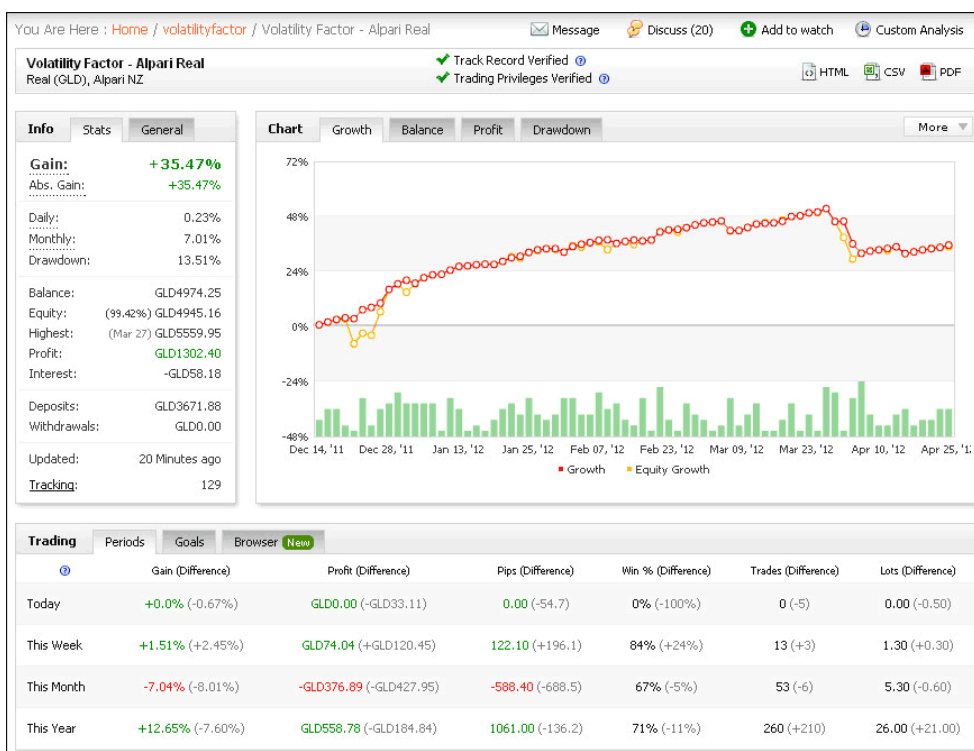 You Are Here : Home / volatilityfactor / Volatility Factor - Alpari Real Message Discuss (20) Add to watch Custom Analysis
Volatility Factor - Alpari Real
Real (GLD), Alpari NZ
Track Record Verified
Trading Privileges Verified
HTML CSV PDF
Info Stats General
Gain: +35.47%
Abs. Gain: +35.47%
Daily: 0.23%
Monthly: 7.01%
Drawdown: 13.51%
Balance: GLD4974.25
Equity: (99.42%) GLD4945.16
Highest: (Mar 27) GLD5559.95
Profit: GLD1302.40
Interest: -GLD58.18
Deposits: GLD3671.88
Withdrawals: GLD0.00
Updated: 20 Minutes ago
Tracking: 129
Chart Growth Balance Profit Drawdown More
72%
48%
24%
0%
-24%
-48%
Dec 14, '11 Dec 28, '11 Jan 13, '12 Jan 25, '12 Feb 07, '12 Feb 23, '12 Mar 09, '12 Mar 23, '12 Apr 10, '12 Apr 25, '12
Growth Equity Growth
Trading Periods Goals Browser New
Gain (Difference) Profit (Difference) Pips (Difference) Win % (Difference) Trades (Difference) Lots (Difference)
Today +0.0% (-0.67%) GLD0.00 (-GLD33.11) 0.00 (-54.7) 0% (-100%) 0 (-5) 0.00 (-0.50)
This Week +1.51% (+2.45%) GLD74.04 (+GLD120.45) 122.10 (+196.1) 84% (+24%) 13 (+3) 1.30 (+0.30)
This Month -7.04% (-8.01%) -GLD376.89 (-GLD427.95) -588.40 (-688.5) 67% (-5%) 53 (-6) 5.30 (-0.60)
This Year +12.65% (-7.60%) GLD558.78 (-GLD184.84) 1061.00 (-136.2) 71% (-11%) 260 (+210) 26.00 (+21.00)